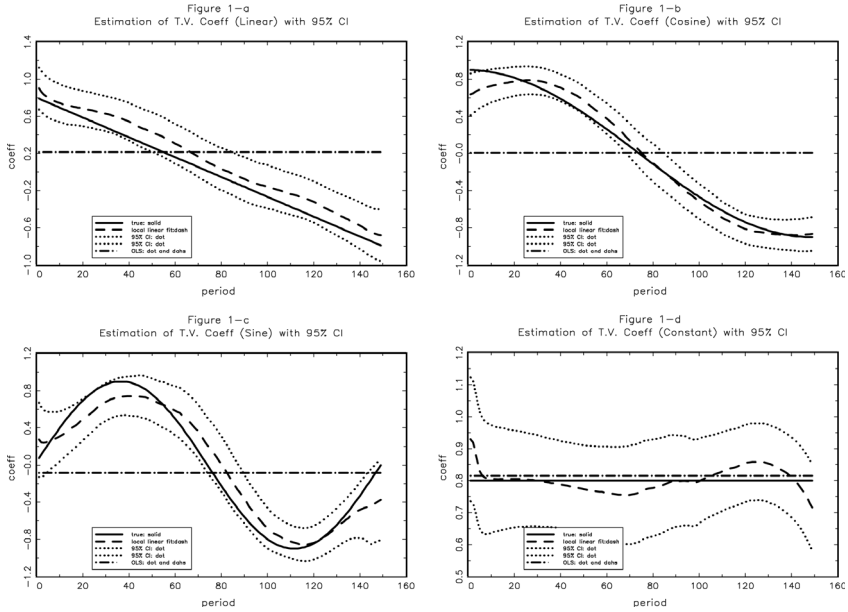 Figure 1-a
Estimation of T.V. Coeff (Linear) with 95% CI
coeff
1.4
1.0
0.6
0.2
-0.2
-0.6
-1.0
true: solid
local linear fit:dash
95% CI: dot
95% CI: dot
OLS: dot and dahs
0 20 40 60 80 100 120 140 160
period
Figure 1-b
Estimation of T.V. Coeff (Cosine) with 95% CI
coeff
1.2
0.8
0.4
-0.0
-0.4
-0.8
-1.2
true: solid
local linear fit:dash
95% CI: dot
95% CI: dot
OLS: dot and dahs
0 20 40 60 80 100 120 140 160
period
Figure 1-c
Estimation of T.V. Coeff (Sine) with 95% CI
coeff
1.2
0.8
0.4
-0.0
-0.4
-0.8
-1.2
true: solid
local linear fit:dash
95% CI: dot
95% CI: dot
OLS: dot and dahs
0 20 40 60 80 100 120 140 160
period
Figure 1-d
Estimation of T.V. Coeff (Constant) with 95% CI
coeff
1.2
1.1
1.0
0.9
0.8
0.7
0.6
0.5
true: solid
local linear fit:dash
95% CI: dot
95% CI: dot
OLS: dot and dahs
0 20 40 60 80 100 120 140 160
period